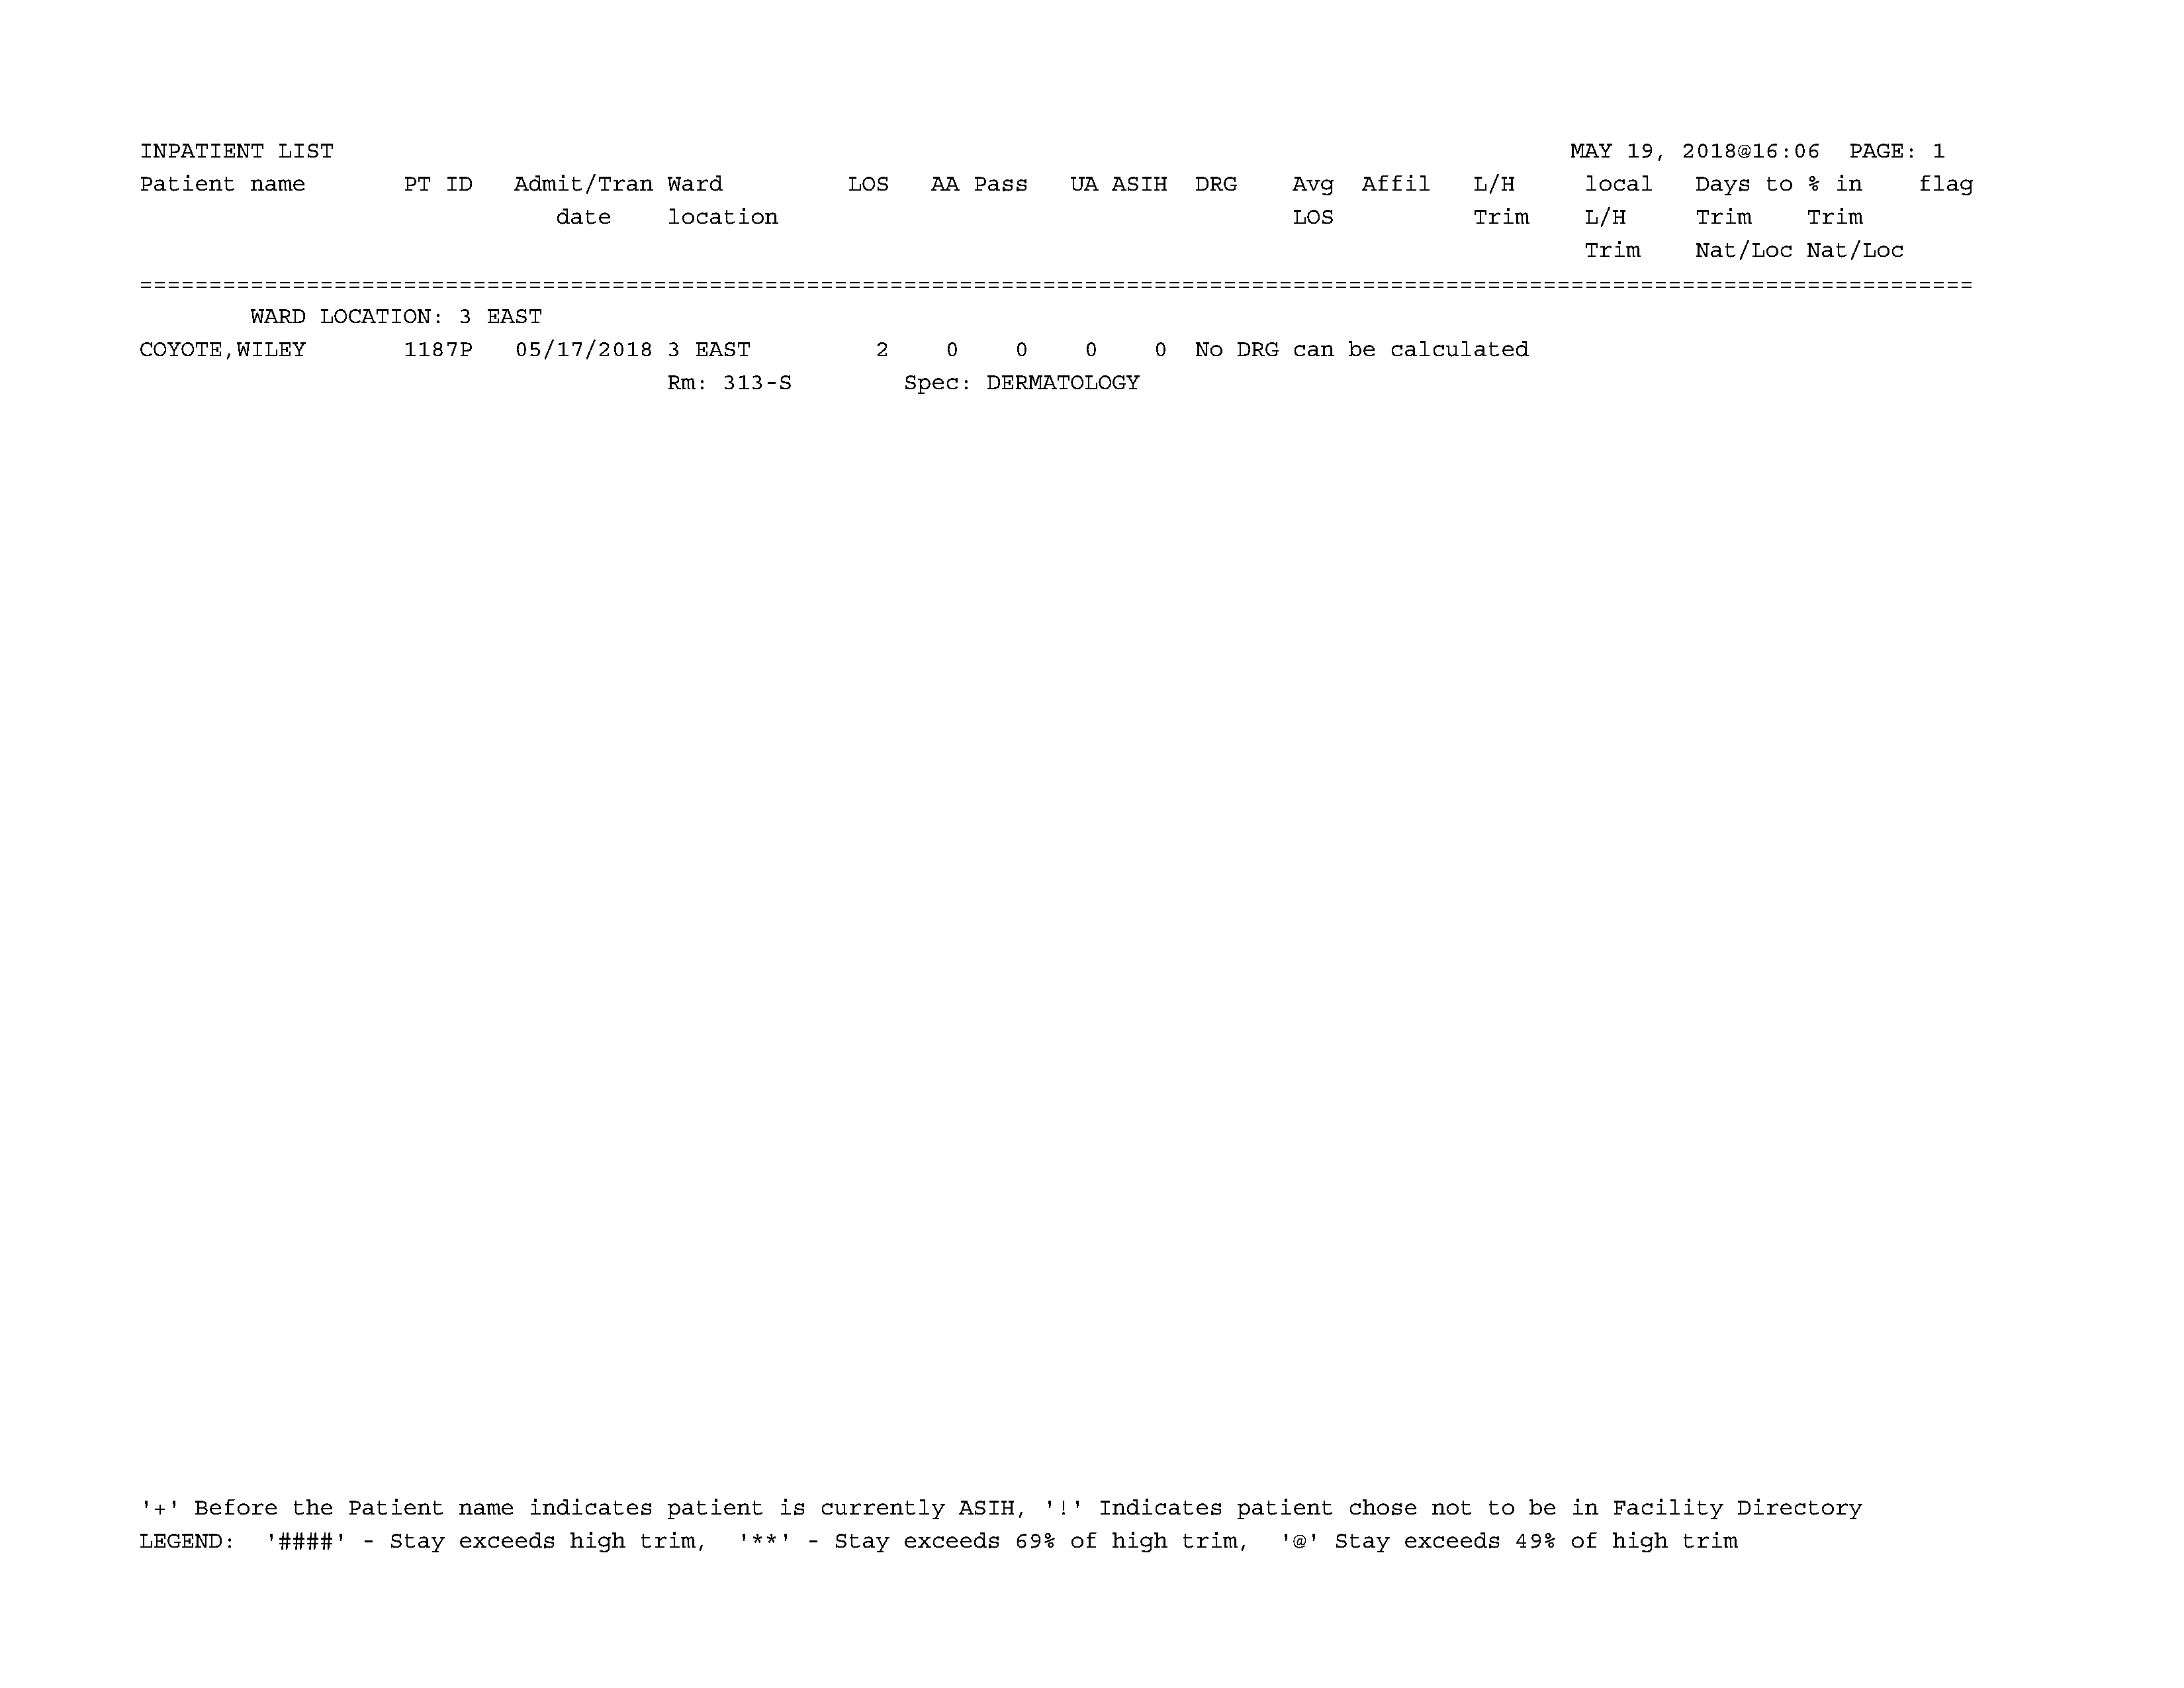 INPATIENT LIST MAY 19, 2018@16:06 PAGE: 1
Patient name PT ID Admit/Tran Ward LOS AA Pass UA ASIH DRG Avg Affil L/H local Days to % in flag
date location LOS Trim L/H Trim Trim
Trim Nat/Loc Nat/Loc
====================================================================================================================================
WARD LOCATION: 3 EAST
COYOTE,WILEY 1187P 05/17/2018 3 EAST 2 0 0 0 0 No DRG can be calculated
Rm: 313-S Spec: DERMATOLOGY
'+' Before the Patient name indicates patient is currently ASIH, '!' Indicates patient chose not to be in Facility Directory
LEGEND: '####' - Stay exceeds high trim, '**' - Stay exceeds 69% of high trim, '@' Stay exceeds 49% of high trim